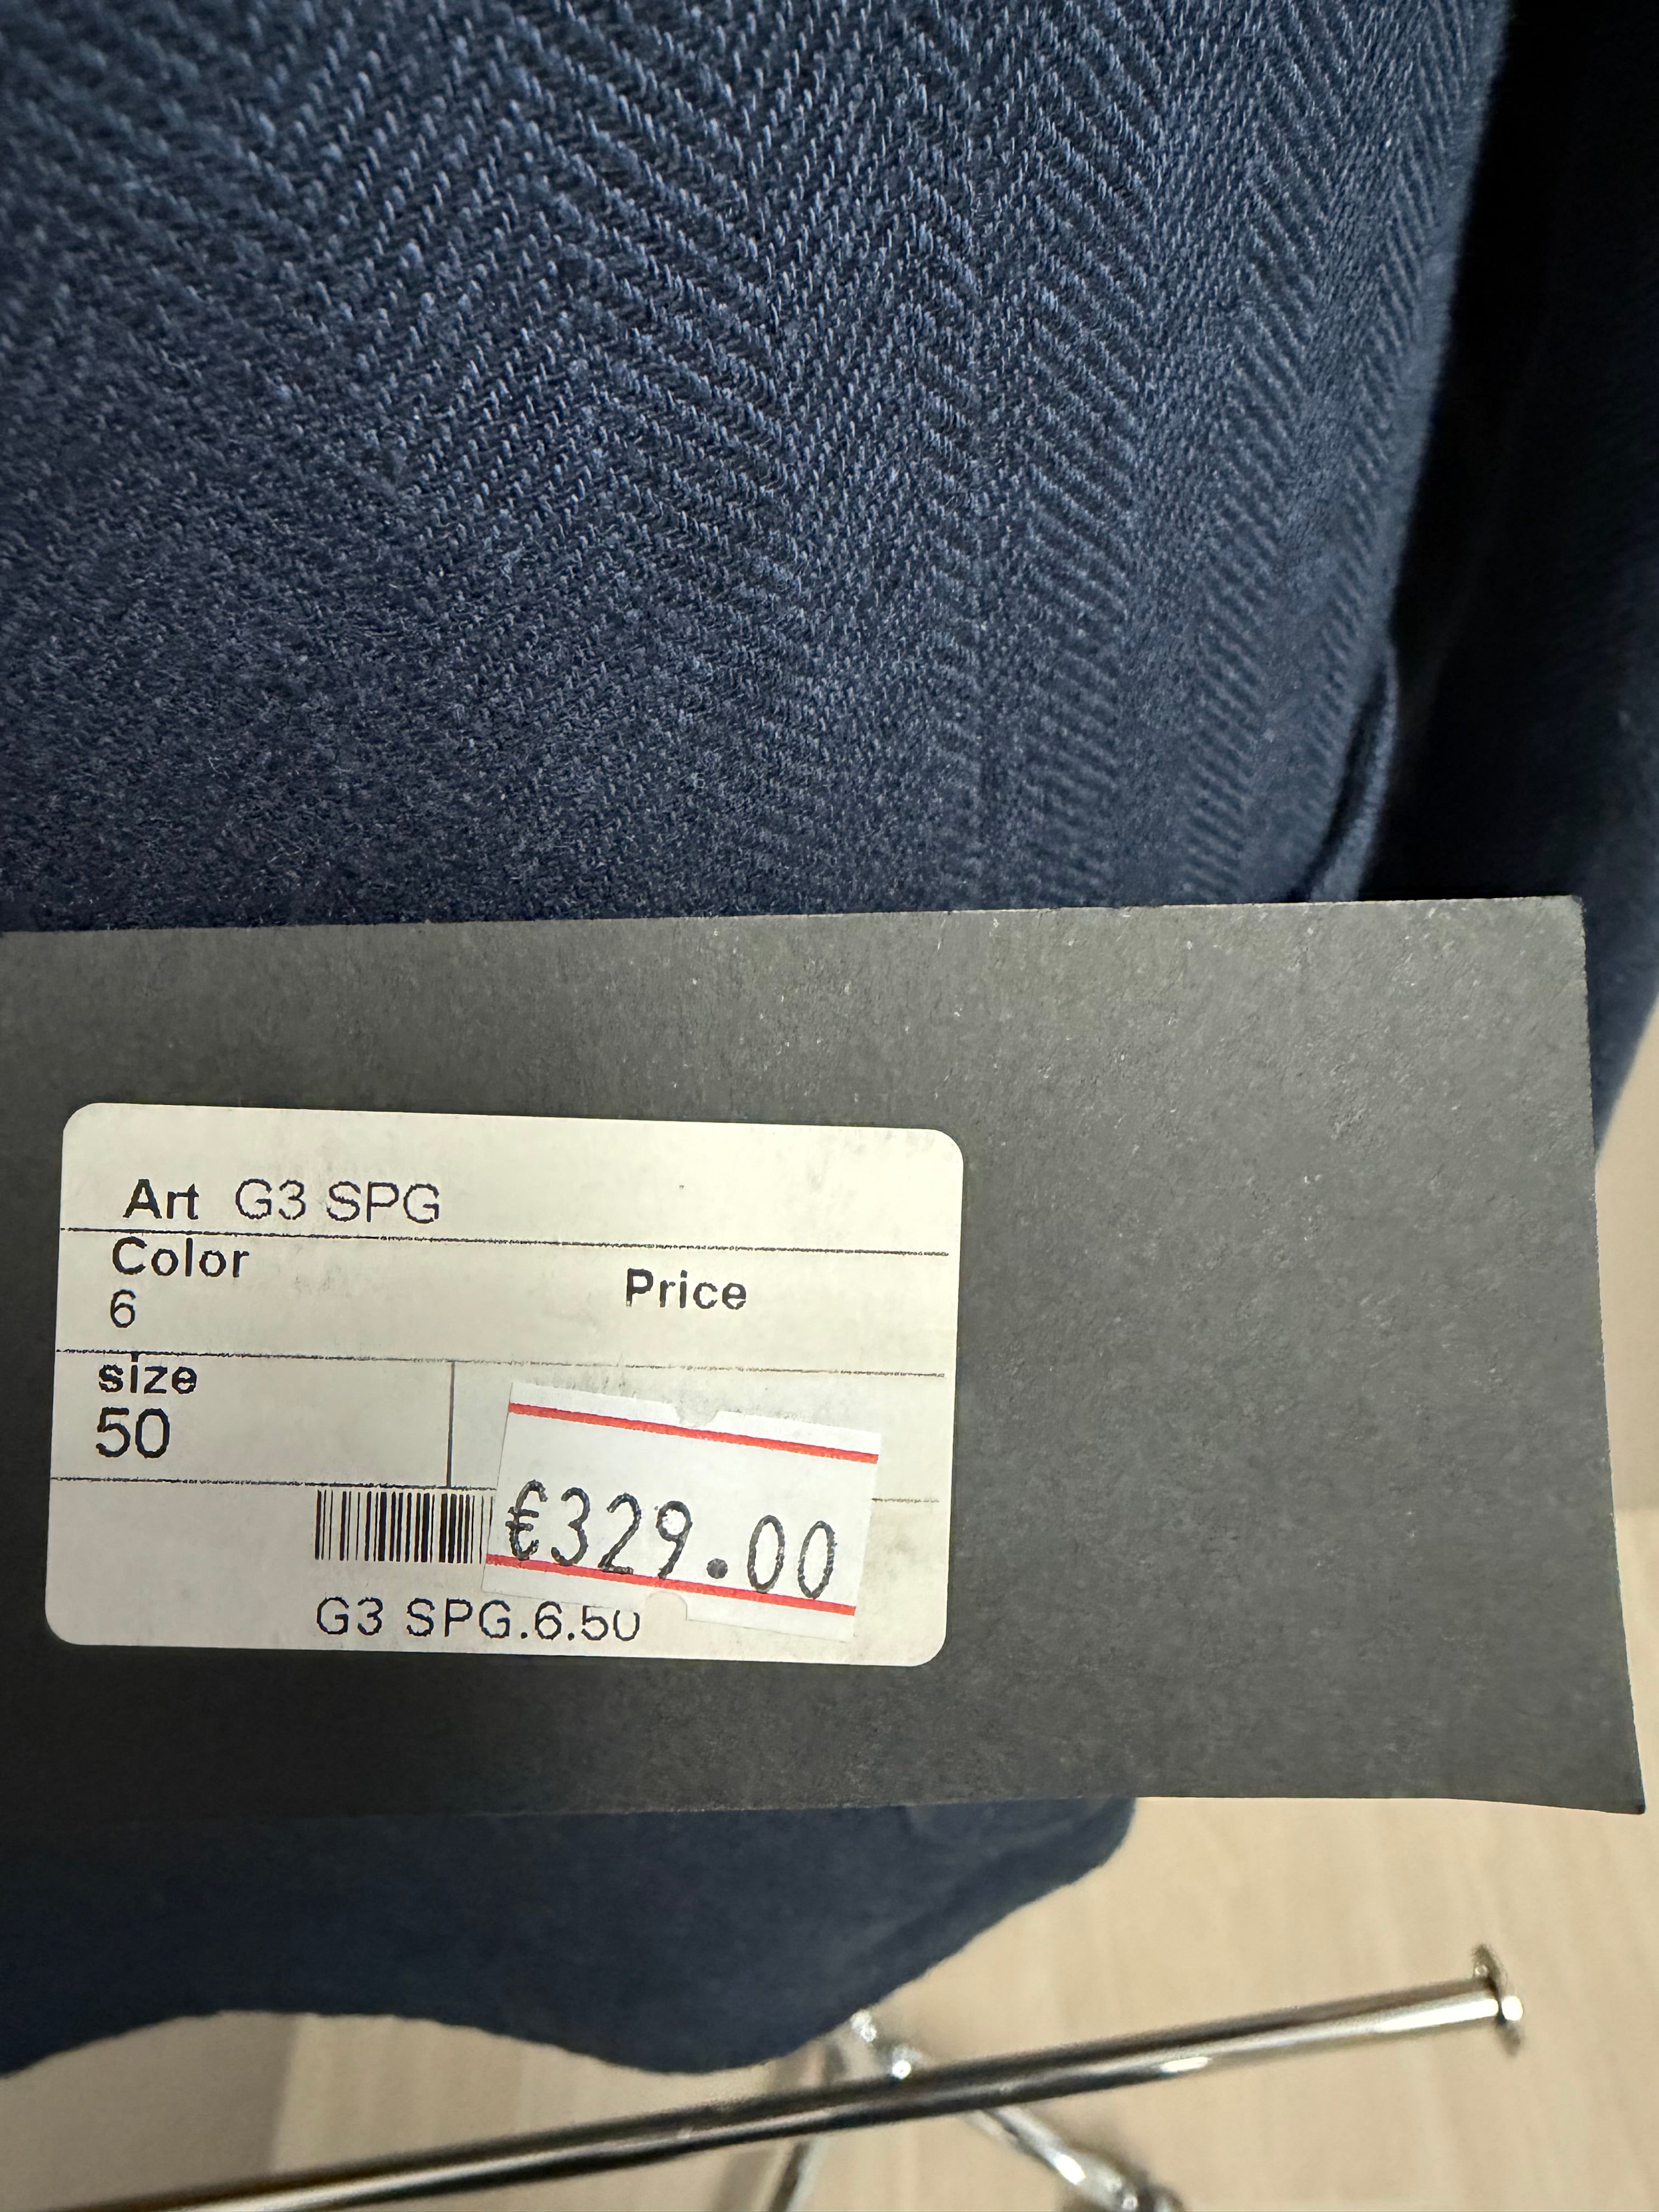 Art G3 SPG
Color
Price
6
size
50
€329.00
G3 SPG.6.50